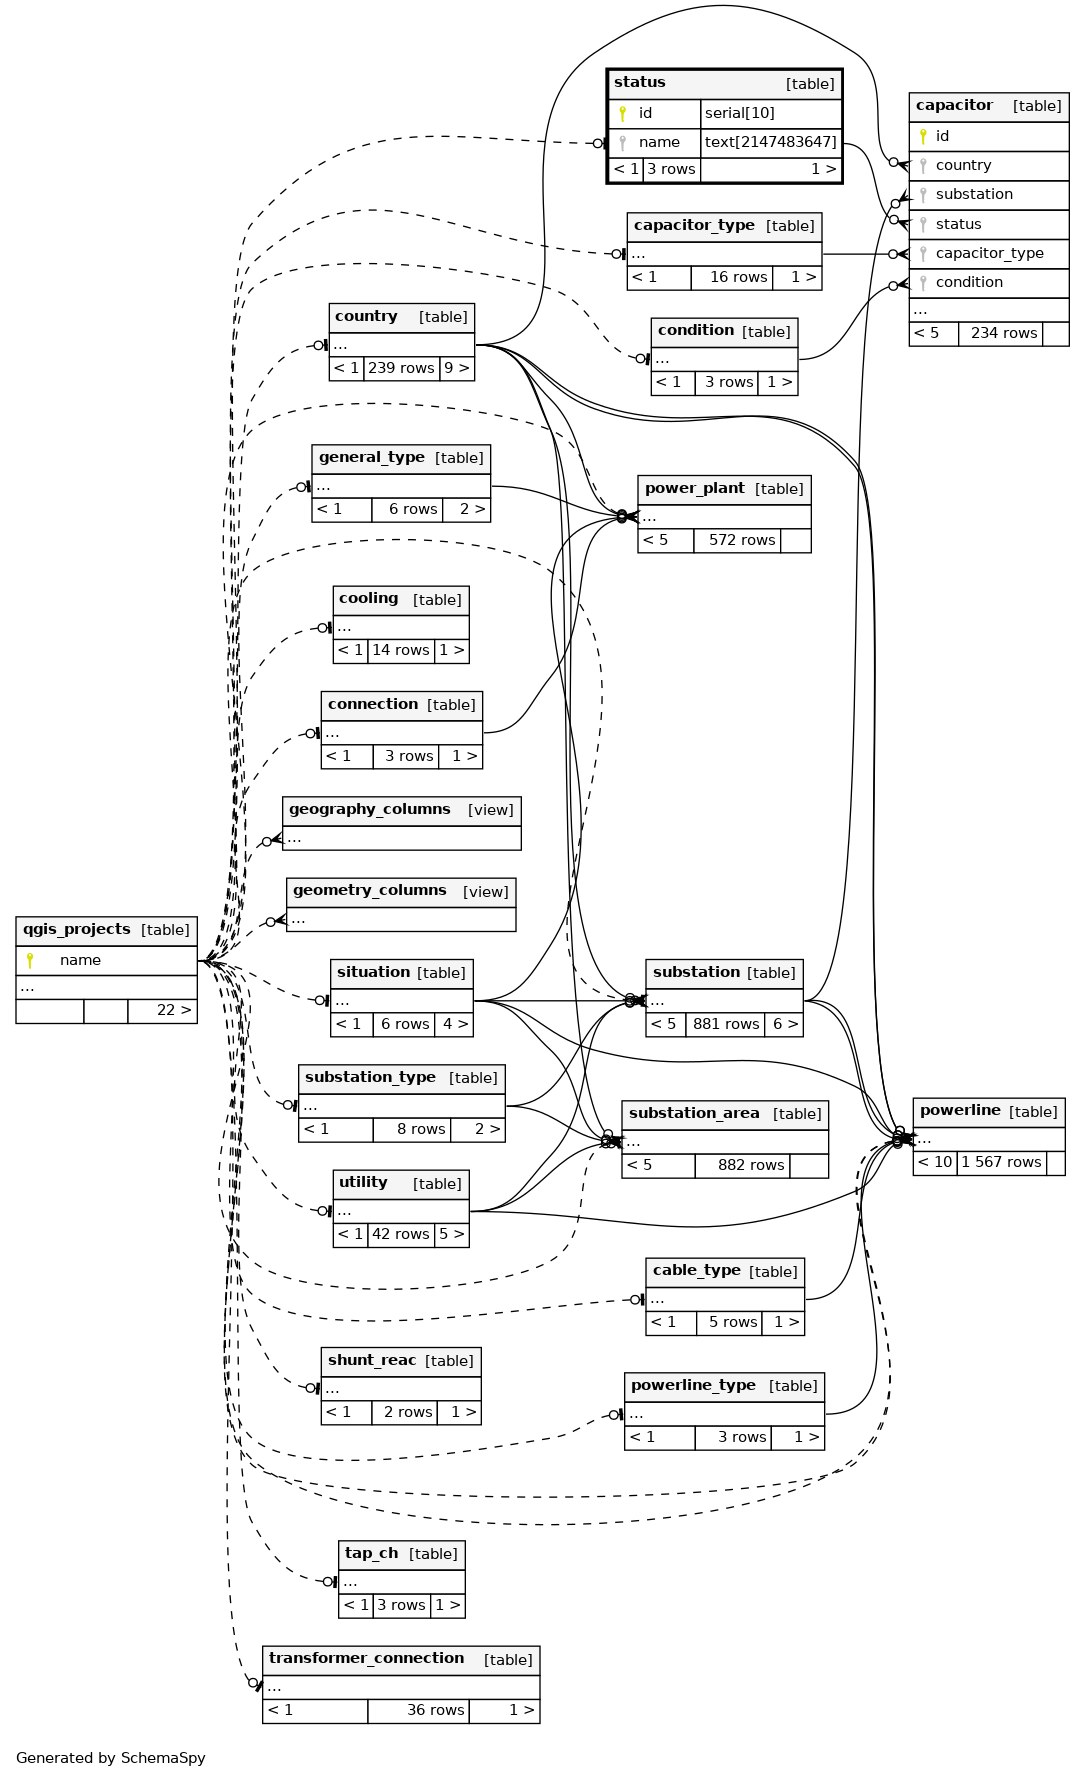 status [table]
id serial[10]
name text[2147483647]
< 1 3 rows 1 >
capacitor [table]
id
country
substation
status
capacitor_type
condition
...
< 5 234 rows
capacitor_type [table]
...
< 1 16 rows 1 >
country [table]
...
< 1 239 rows 9 >
condition [table]
...
< 1 3 rows 1 >
general_type [table]
...
< 1 6 rows 2 >
power_plant [table]
...
< 5 572 rows
cooling [table]
...
< 1 14 rows 1 >
connection [table]
...
< 1 3 rows 1 >
geography_columns [view]
...
geometry_columns [view]
...
qgis_projects [table]
name
...
22 >
situation [table]
...
< 1 6 rows 4 >
substation [table]
...
< 5 881 rows 6 >
substation_type [table]
...
< 1 8 rows 2 >
substation_area [table]
...
< 5 882 rows
powerline [table]
...
< 10 1 567 rows
utility [table]
...
< 1 42 rows 5 >
cable_type [table]
...
< 1 5 rows 1 >
shunt_reac [table]
...
< 1 2 rows 1 >
powerline_type [table]
...
< 1 3 rows 1 >
tap_ch [table]
...
< 1 3 rows 1 >
transformer_connection [table]
...
< 1 36 rows 1 >
Generated by SchemaSpy